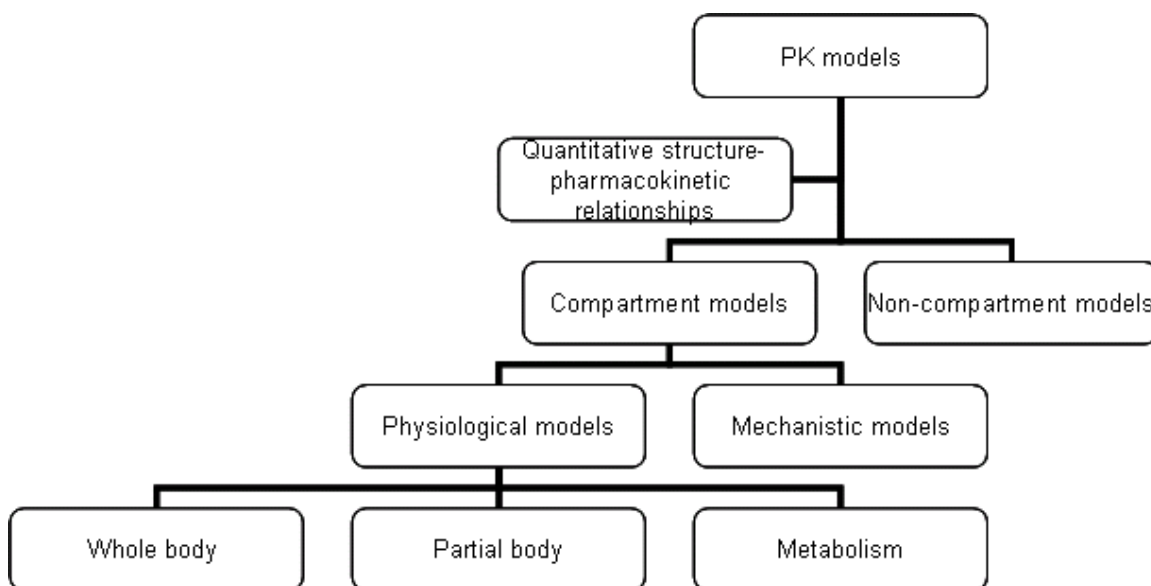 PK models
Quantitative structure-
pharmacokinetic
relationships
Compartment models
Non-compartment models
Physiological models
Mechanistic models
Whole body
Partial body
Metabolism